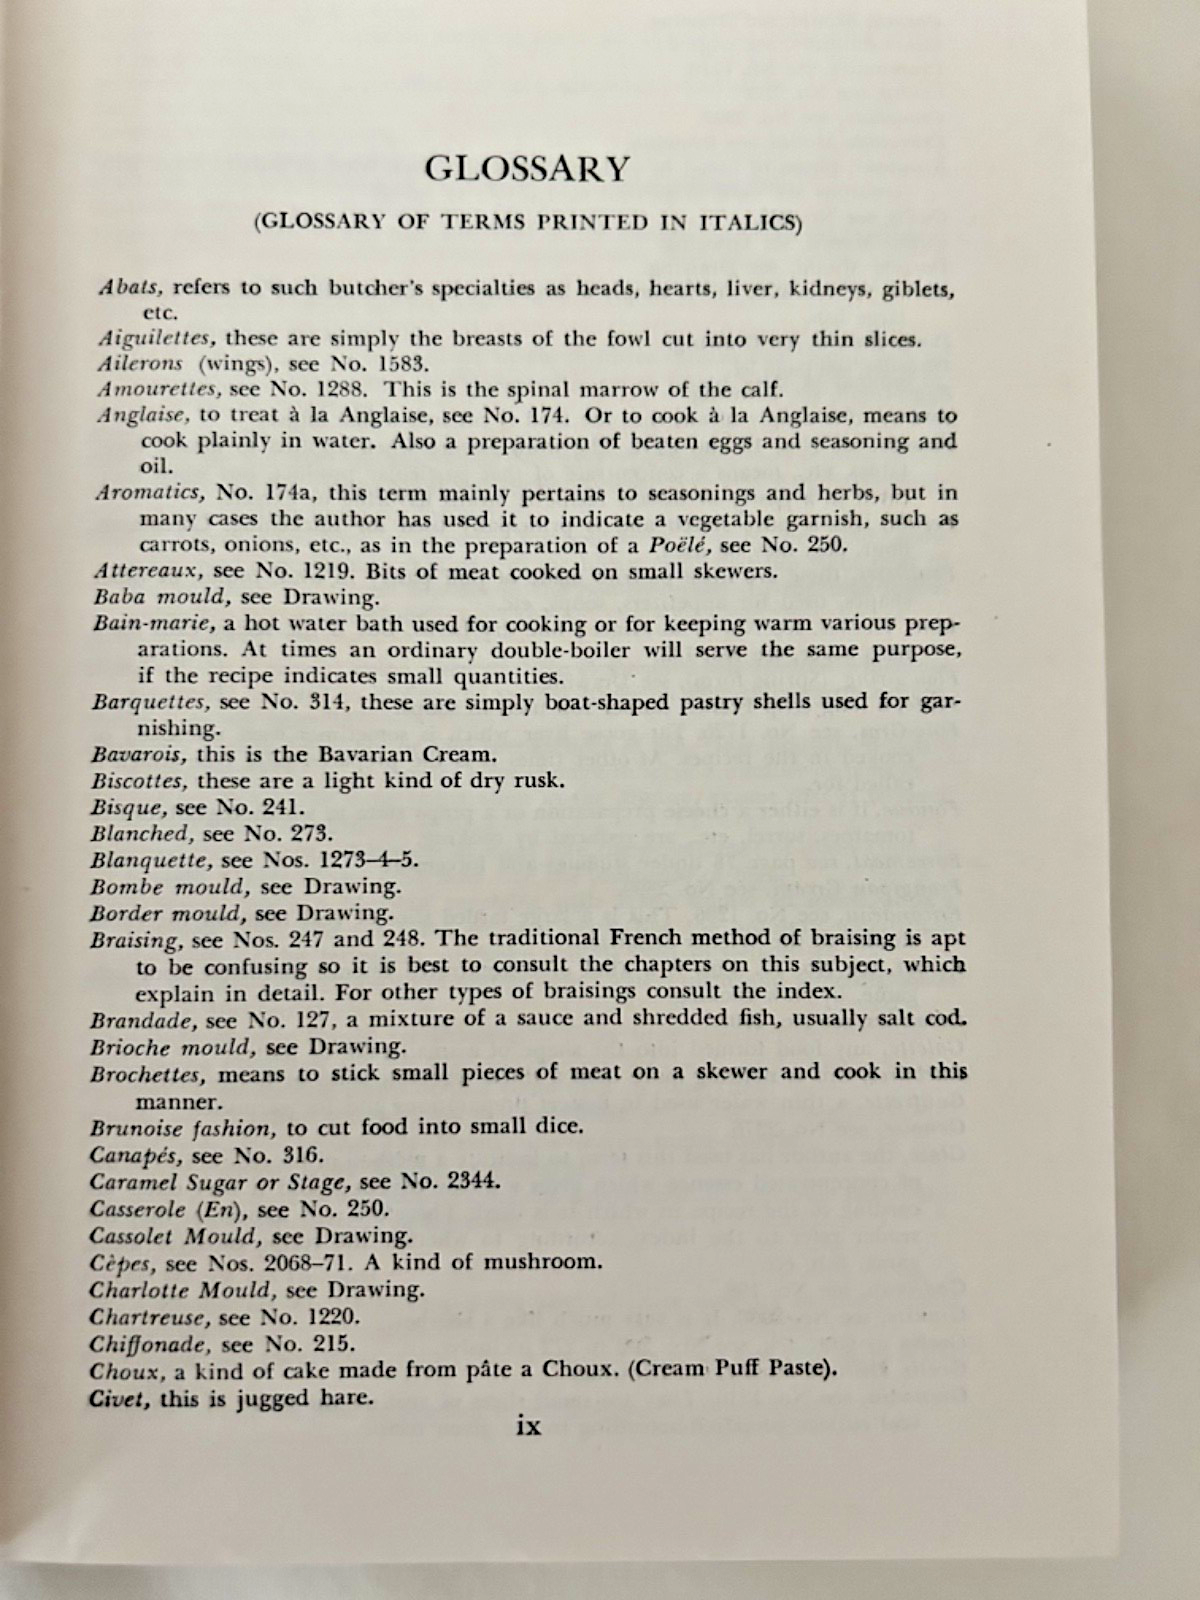 GLOSSARY
(GLOSSARY OF TERMS PRINTED IN ITALICS)
Abats, refers to such butcher's specialties as heads, hearts, liver, kidneys, giblets,
etc.
Aiguilettes, these are simply the breasts of the fowl cut into very thin slices.
Ailerons (wings), see No. 1583.
Amourettes, see No. 1288. This is the spinal marrow of the calf.
Anglaise, to treat à la Anglaise, see No. 174. Or to cook à la Anglaise, means to
cook plainly in water. Also a preparation of beaten eggs and seasoning and
oil.
Aromatics, No. 174a, this term mainly pertains to seasonings and herbs, but in
many cases the author has used it to indicate a vegetable garnish, such as
carrots, onions, etc., as in the preparation of a Poëlé, see No. 250.
Attereaux, see No. 1219. Bits of meat cooked on small skewers.
Baba mould, see Drawing.
Bain-marie, a hot water bath used for cooking or for keeping warm various prep-
arations. At times an ordinary double-boiler will serve the same purpose,
if the recipe indicates small quantities.
Barquettes, see No. 314, these are simply boat-shaped pastry shells used for gar-
nishing.
Bavarois, this is the Bavarian Cream.
Biscottes, these are a light kind of dry rusk.
Bisque, see No. 241.
Blanched, see No. 273.
Blanquette, see Nos. 1273–4–5.
Bombe mould, see Drawing.
Border mould, see Drawing.
Braising, see Nos. 247 and 248. The traditional French method of braising is apt
to be confusing so it is best to consult the chapters on this subject, which
explain in detail. For other types of braisings consult the index.
Brandade, see No. 127, a mixture of a sauce and shredded fish, usually salt cod.
Brioche mould, see Drawing.
Brochettes, means to stick small pieces of meat on a skewer and cook in this
manner.
Brunoise fashion, to cut food into small dice.
Canapés, see No. 316.
Caramel Sugar or Stage, see No. 2344.
Casserole (En), see No. 250.
Cassolet Mould, see Drawing.
Cèpes, see Nos. 2068–71. A kind of mushroom.
Charlotte Mould, see Drawing.
Chartreuse, see No. 1220.
Chiffonade, see No. 215.
Choux, a kind of cake made from pâte a Choux. (Cream Puff Paste).
Civet, this is jugged hare.
ix